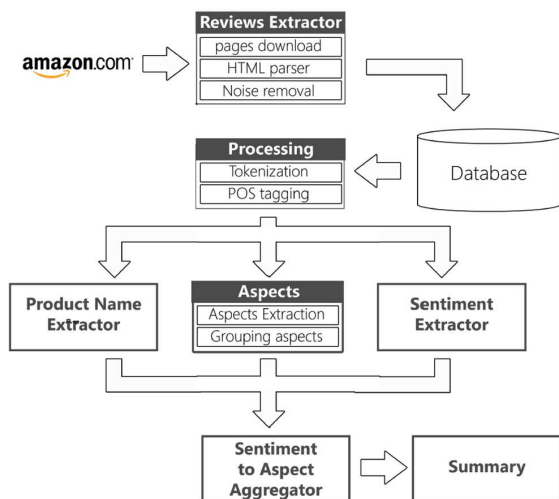 Reviews Extractor
pages download
amazon.com
HTML parser
Noise removal
Processing
Tokenization
POS tagging
Database
Product Name
Extractor
Aspects
Aspects Extraction
Grouping aspects
Sentiment
Extractor
Sentiment
to Aspect
Aggregator
Summary